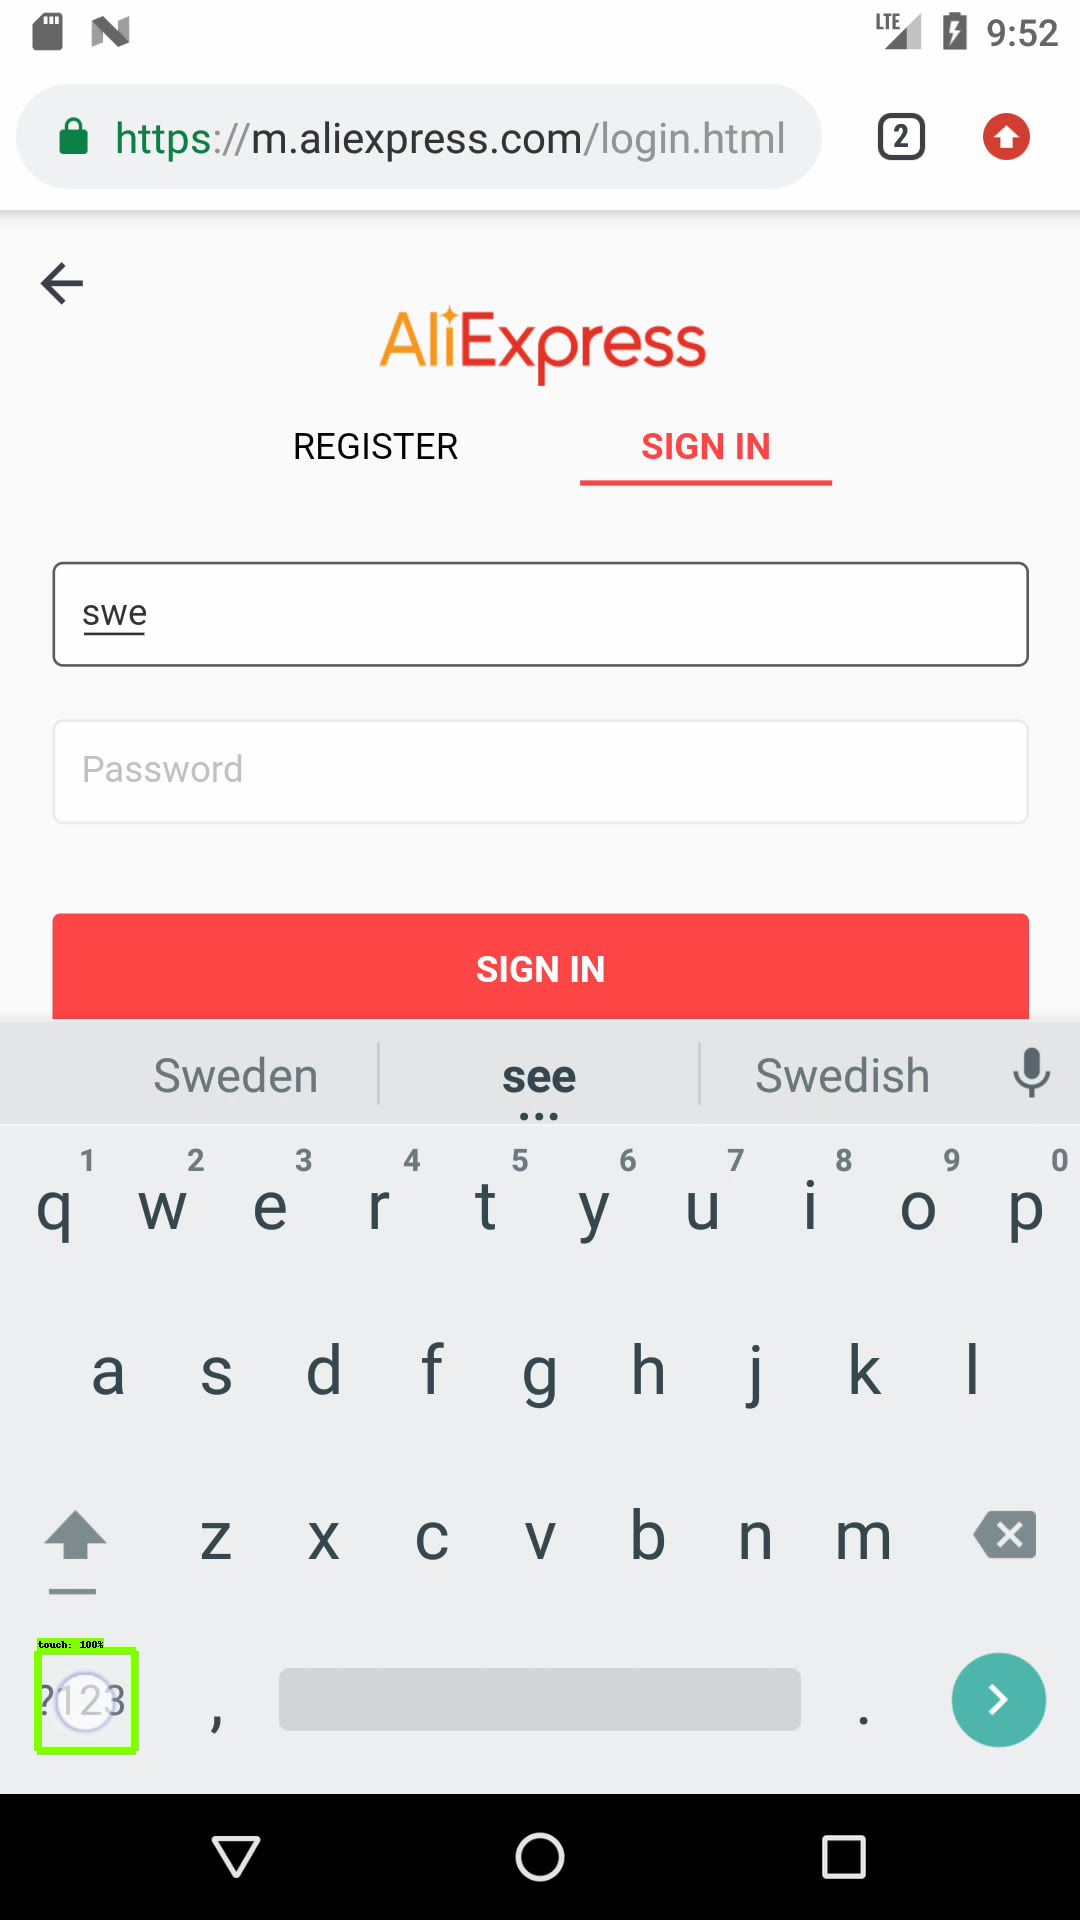 LTE 9:52
https://m.aliexpress.com/login.html 2
AliExpress
REGISTER SIGN IN
swe
Password
SIGN IN
Sweden see Swedish
1 2 3 4 5 6 7 8 9 0
q w e r t y u i o p
a s d f g h j k l
z x c v b n m
touch: 100%
?123 , .